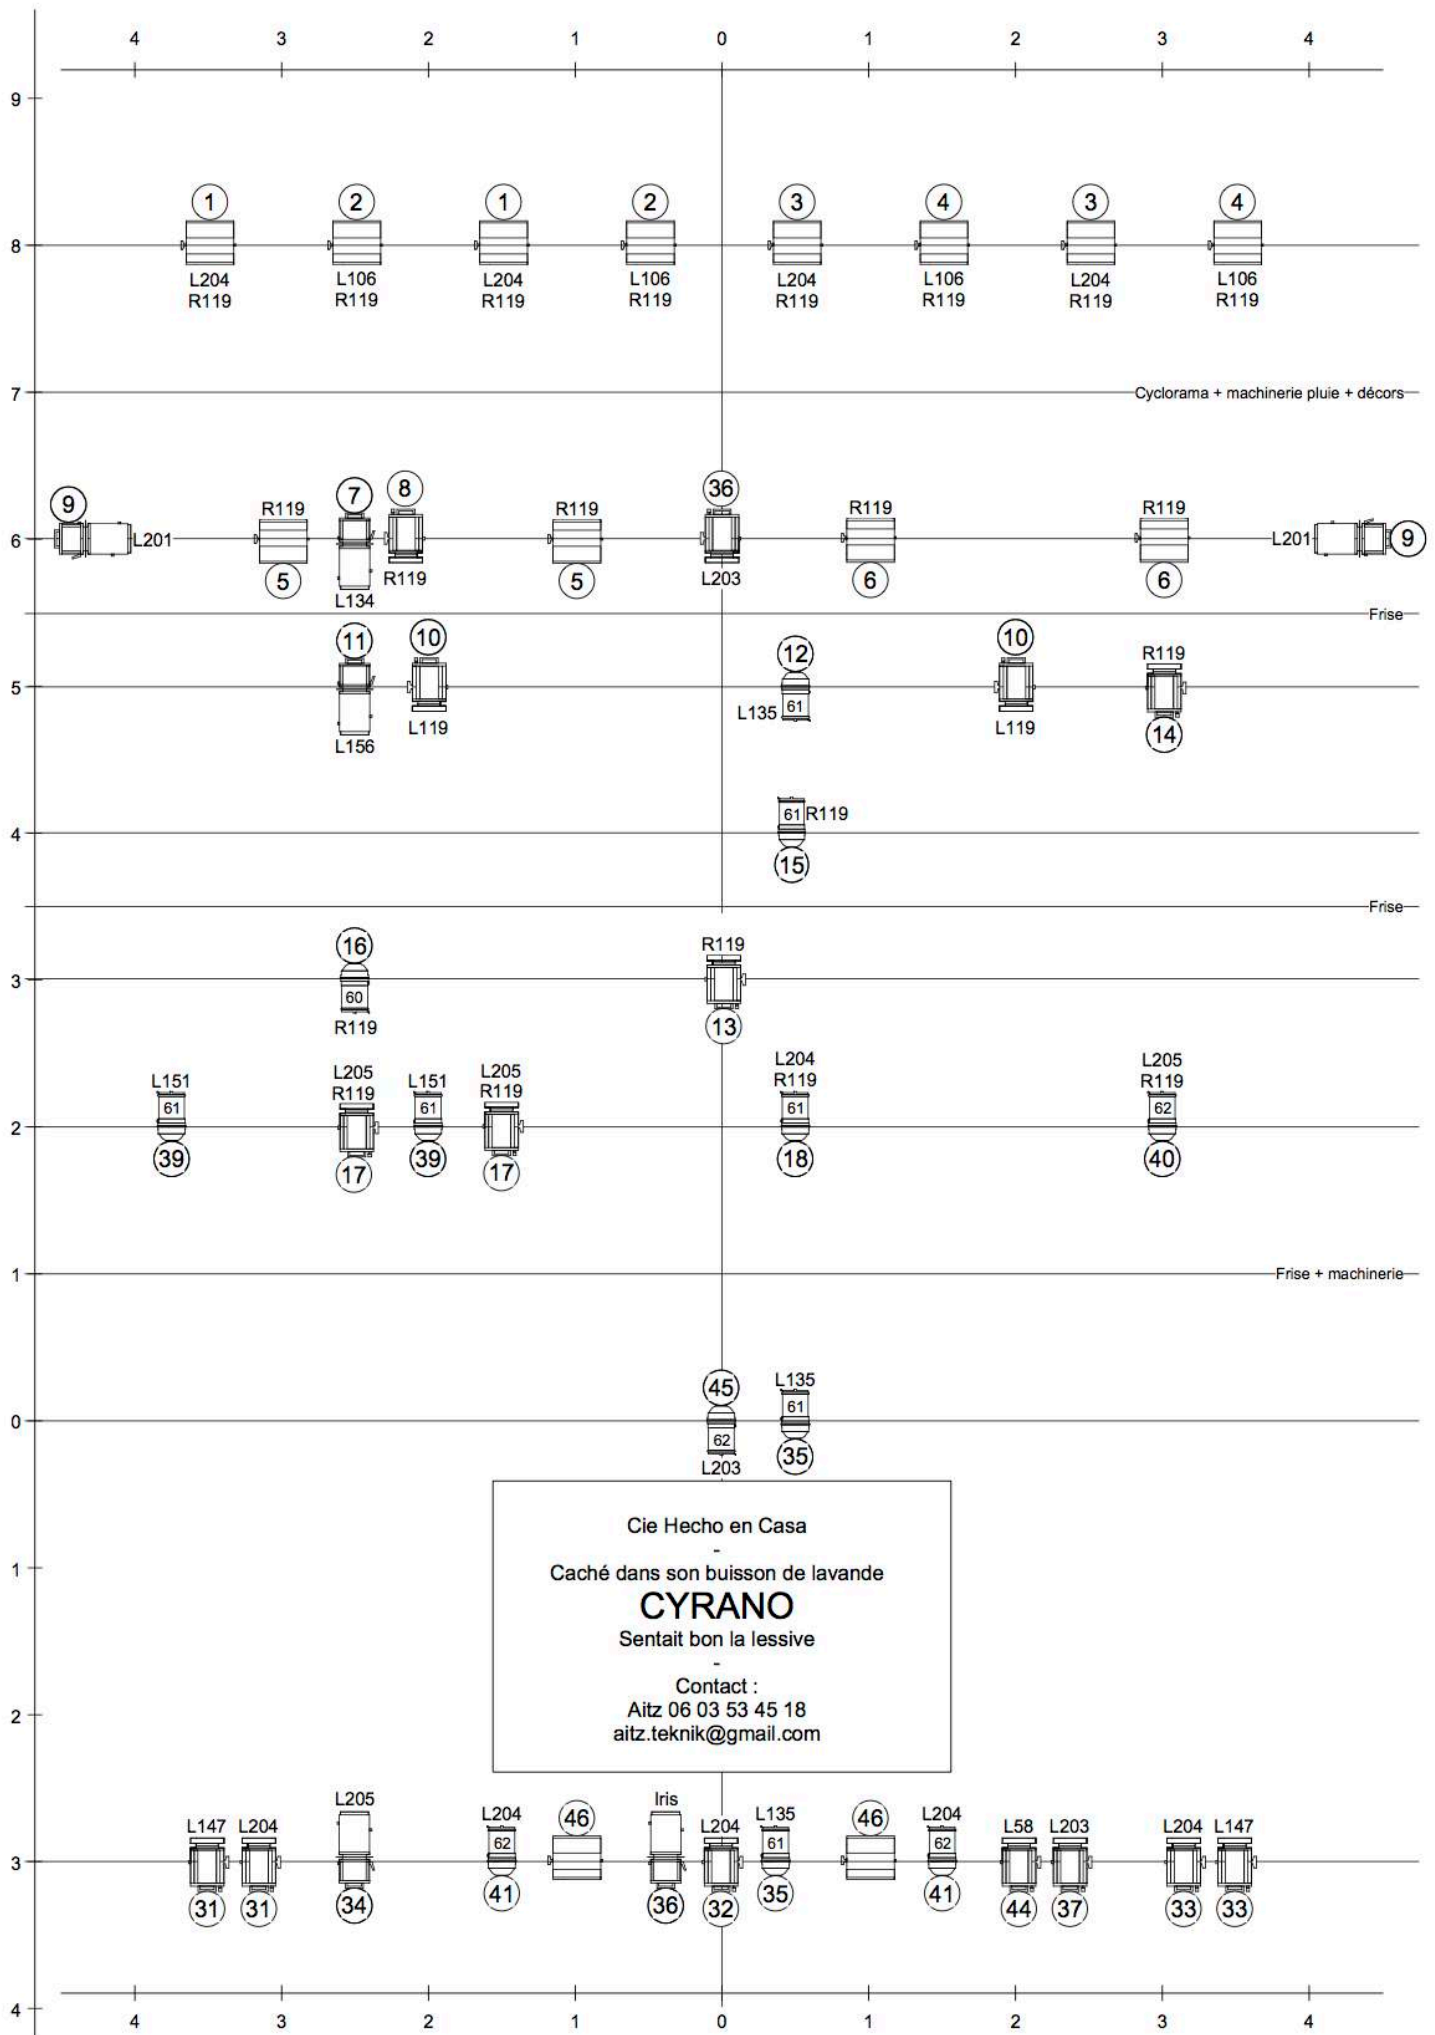 4 3 2 1 0 1 2 3 4
9
1 2 1 2 3 4 3 4
8
L204 L106 L204 L106 L204 L106 L204 L106
R119 R119 R119 R119 R119 R119 R119 R119
7 Cyclorama + machinerie pluie + décors
9 R119 7 8 R119 36 R119 R119
6 L201 L201 9
5 L134 R119 5 L203 6 6
Frise
11 10 12 10 R119
5
L156 L119 L135 61 L119 14
61 R119
4
15
Frise
16 R119
3
60
R119 13
L204 L205
L151 L205 L151 L205 R119 R119
R119 R119
61 61 61 62
2
39 17 39 17 18 40
1 Frise + machinerie
45 L135
61
0
62 35
L203
Cie Hecho en Casa
-
1
Caché dans son buisson de lavande
CYRANO
Sentait bon la lessive
-
Contact :
2 Aitz 06 03 53 45 18
aitz.teknik@gmail.com
L205 Iris
L147 L204 L204 46 L204 L135 46 L204 L58 L203 L204 L147
62 61 62
3
31 31 34 41 36 32 35 41 44 37 33 33
4
4 3 2 1 0 1 2 3 4